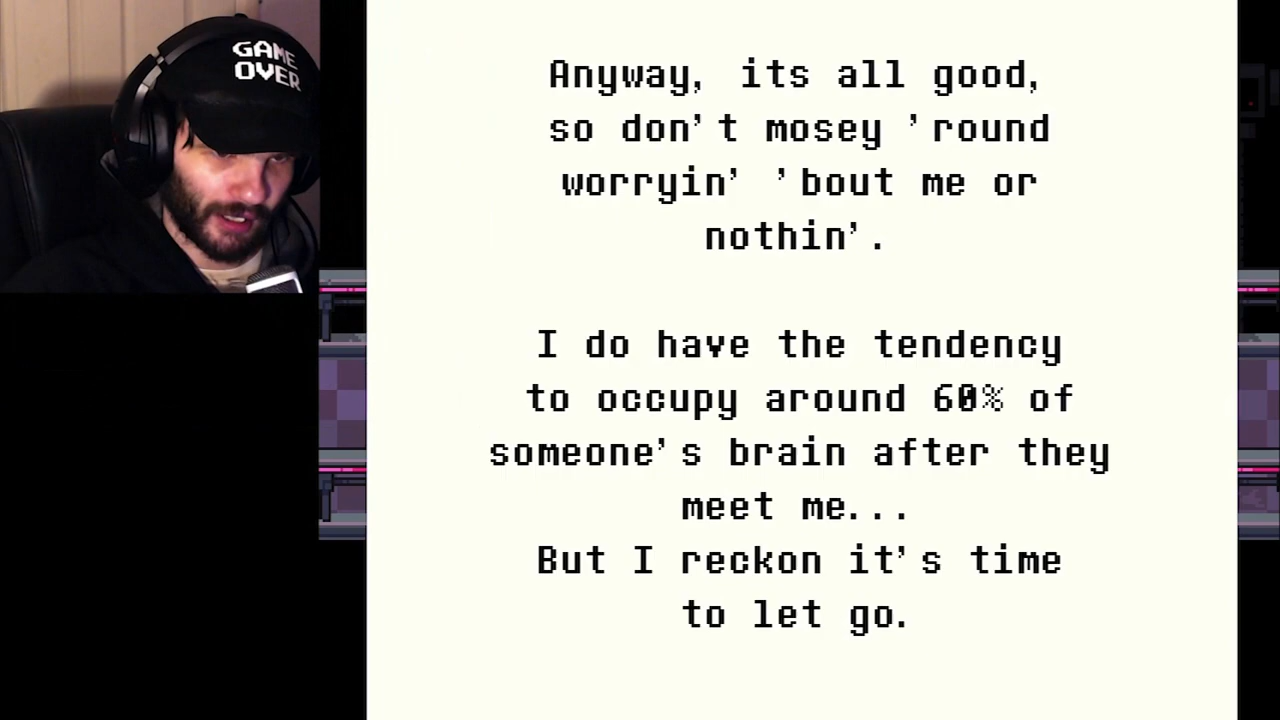 GAME
OVER
Anyway, its all good,
so don't mosey 'round
worryin' 'bout me or
nothin'.
I do have the tendency
to occupy around 60% of
someone's brain after they
meet me...
But I reckon it's time
to let go.